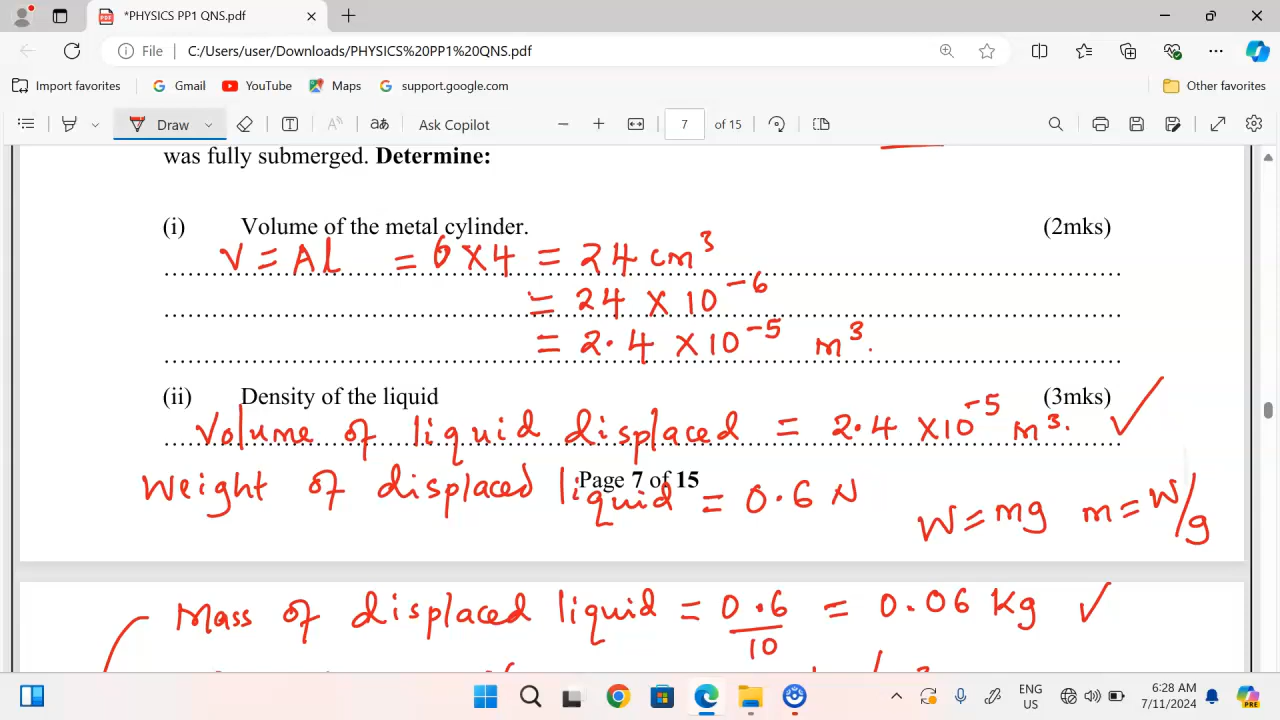 *PHYSICS PP1 QNS.pdf
File C:/Users/user/Downloads/PHYSICS%20PP1%20QNS.pdf
Import favorites Gmail YouTube Maps support.google.com Other favorites
Draw Ask Copilot 7 of 15
was fully submerged. Determine:
(i) Volume of the metal cylinder. (2mks)
V = Al = 6 X 4 = 24 cm³
= 24 X 10⁻⁶
= 2.4 X 10⁻⁵ m³.
(ii) Density of the liquid (3mks)
Volume of liquid displaced = 2.4 X10⁻⁵ m³. ✓
Page 7 of 15
Weight of displaced liquid = 0.6 N W = mg m = W/g
Mass of displaced liquid = 0.6/10 = 0.06 Kg ✓
ENG
US
6:28 AM
7/11/2024